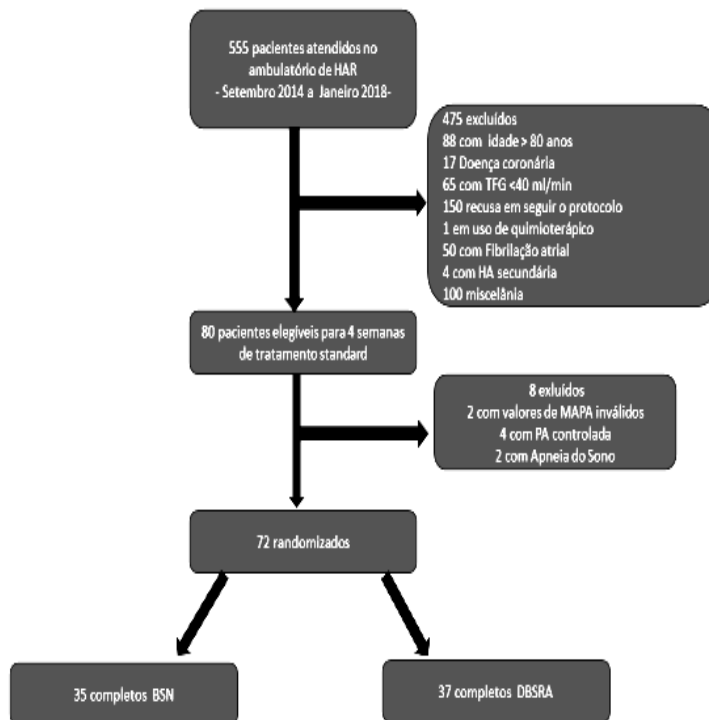 555 pacientes atendidos no
ambulatório de HAR
- Setembro 2014 a Janeiro 2018-
475 excluídos
88 com idade > 80 anos
17 Doença coronária
65 com TFG <40 ml/min
150 recusa em seguir o protocolo
1 em uso de quimioterápico
50 com Fibrilação atrial
4 com HA secundária
100 miscelânia
80 pacientes elegíveis para 4 semanas
de tratamento standard
8 exluídos
2 com valores de MAPA inválidos
4 com PA controlada
2 com Apneia do Sono
72 randomizados
35 completos BSN
37 completos DBSRA